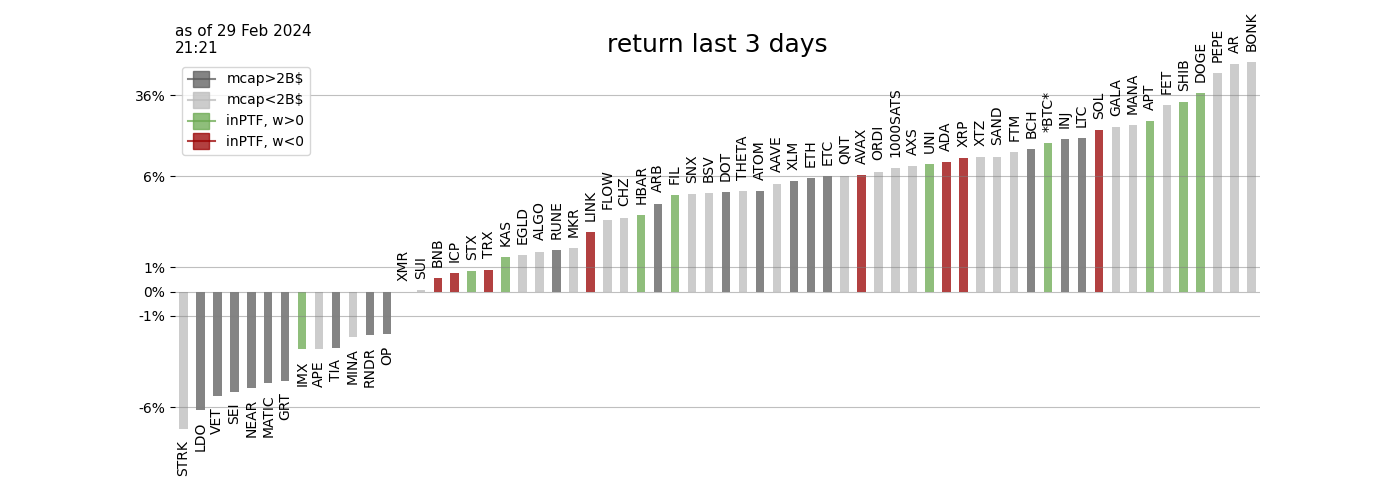 as of 29 Feb 2024
21:21
return last 3 days
mcap>2B$
mcap<2B$
inPTF, w>0
inPTF, w<0
36%
6%
1%
0%
-1%
-6%
STRK
LDO
VET
SEI
NEAR
MATIC
GRT
IMX
APE
TIA
MINA
RNDR
OP
XMR
SUI
BNB
ICP
STX
TRX
KAS
EGLD
ALGO
RUNE
MKR
LINK
FLOW
CHZ
HBAR
ARB
FIL
SNX
BSV
DOT
THETA
ATOM
AAVE
XLM
ETH
ETC
QNT
AVAX
ORDI
1000SATS
AXS
UNI
ADA
XRP
XTZ
SAND
FTM
BCH
*BTC*
INJ
LTC
SOL
GALA
MANA
APT
FET
SHIB
DOGE
PEPE
AR
BONK